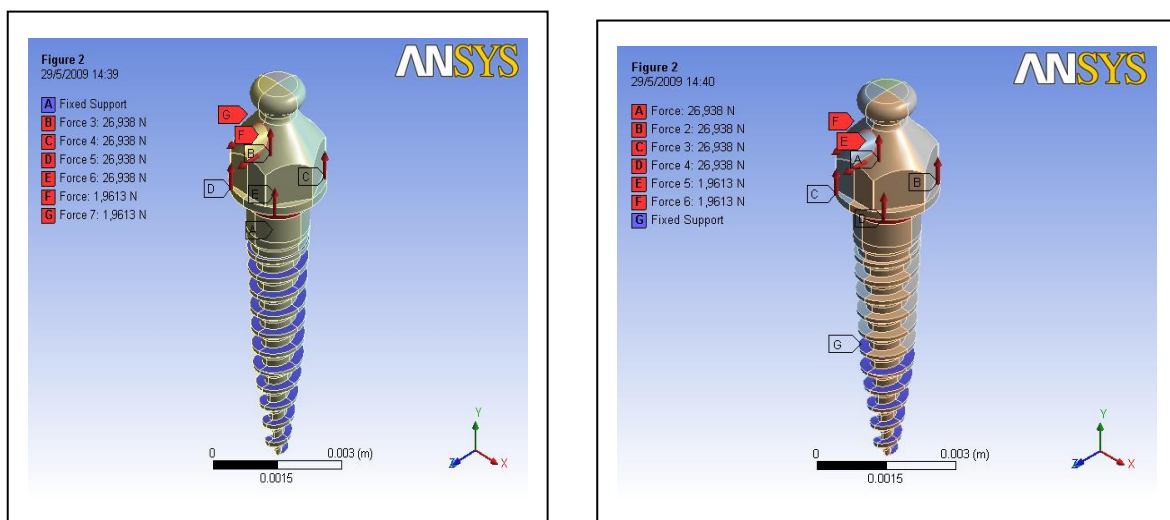 Figure 2
29/5/2009 14:39
ANSYS
A Fixed Support
B Force 3: 26,938 N
C Force 4: 26,938 N
D Force 5: 26,938 N
E Force 6: 26,938 N
F Force: 1,9613 N
G Force 7: 1,9613 N
G
F
B
C
D
E
Y
Z
X
0
0.003 (m)
0.0015
Figure 2
29/5/2009 14:40
ANSYS
A Force: 26,938 N
B Force 2: 26,938 N
C Force 3: 26,938 N
D Force 4: 26,938 N
E Force 5: 1,9613 N
F Force 6: 1,9613 N
G Fixed Support
F
E
A
B
C
D
G
Y
Z
X
0
0.003 (m)
0.0015